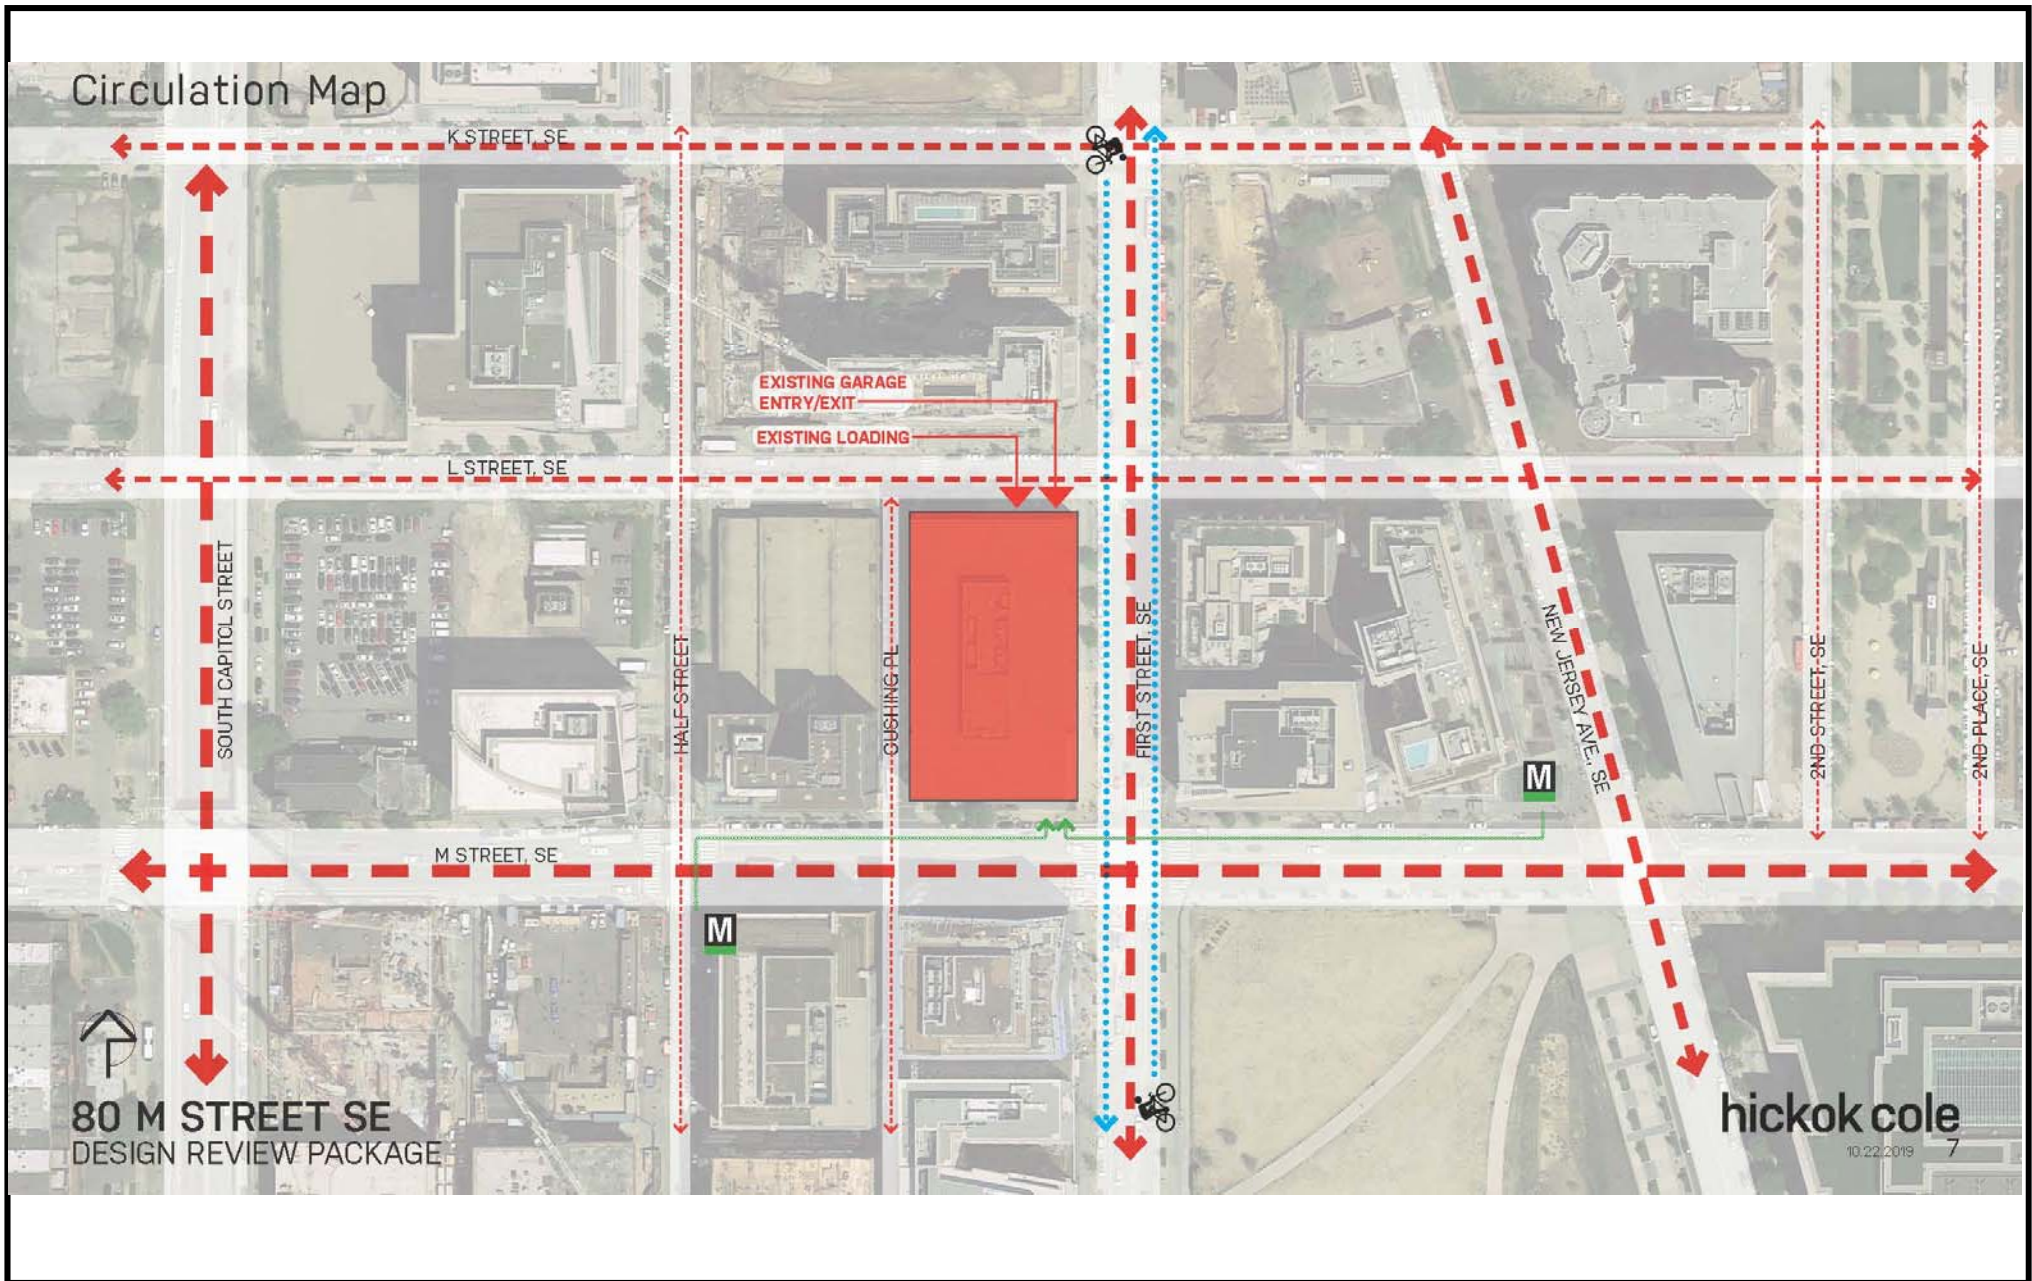 Circulation Map
K STREET, SE
EXISTING GARAGE
ENTRY/EXIT
EXISTING LOADING
L STREET, SE
SOUTH CAPITOL STREET
HALF STREET
CUSHING PL
FIRST STREET, SE
NEW JERSEY AVE., SE
2ND STREET, SE
2ND PLACE, SE
M
M STREET, SE
M
80 M STREET SE
DESIGN REVIEW PACKAGE
hickok cole
10.22.2019 7